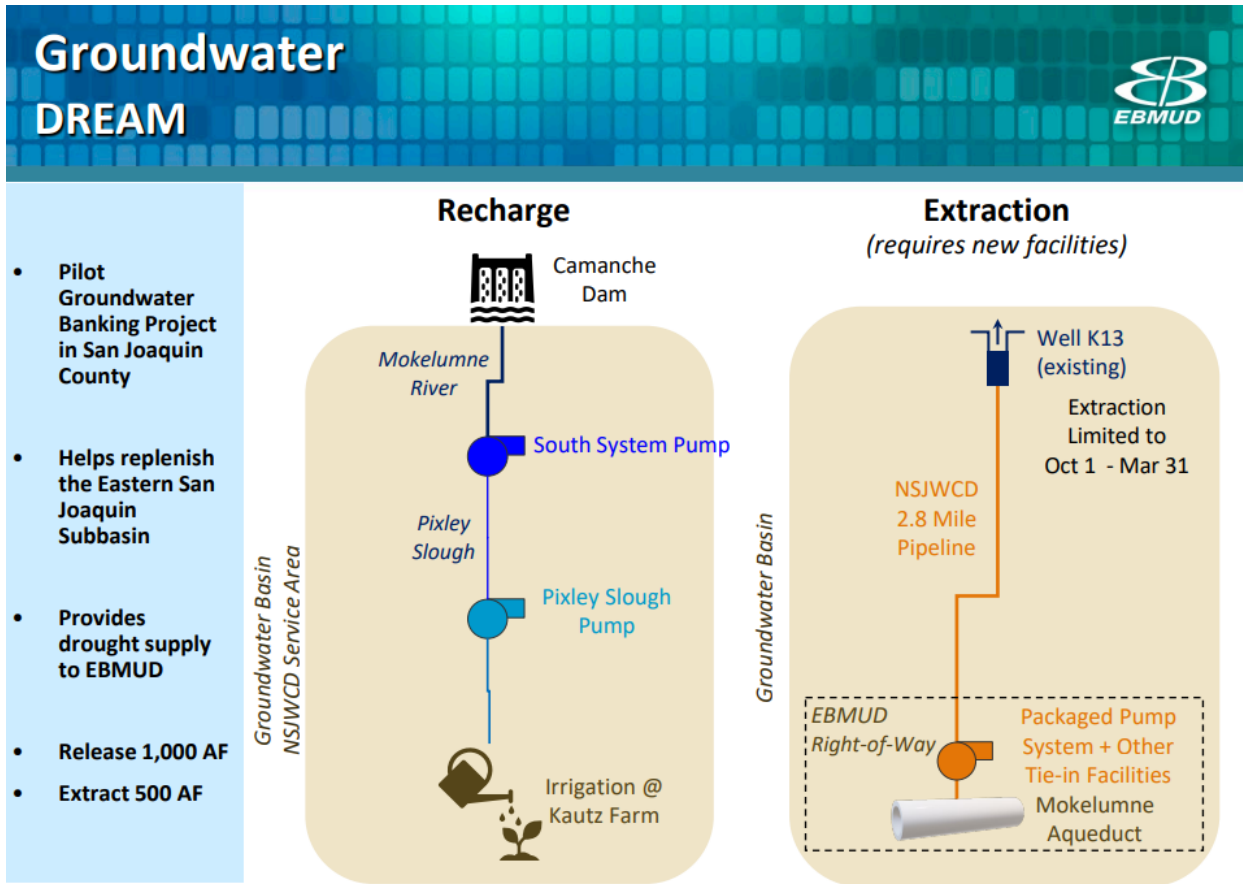 Groundwater
DREAM
EBMUD
• Pilot
Groundwater
Banking Project
in San Joaquin
County
• Helps replenish
the Eastern San
Joaquin
Subbasin
• Provides
drought supply
to EBMUD
• Release 1,000 AF
• Extract 500 AF
Recharge
Camanche
Dam
Mokelumne
River
South System Pump
Pixley
Slough
Pixley Slough
Pump
Groundwater Basin
NSJWCD Service Area
Irrigation @
Kautz Farm
Extraction
(requires new facilities)
Well K13
(existing)
Extraction
Limited to
Oct 1 - Mar 31
NSJWCD
2.8 Mile
Pipeline
Groundwater Basin
EBMUD
Right-of-Way
Packaged Pump
System + Other
Tie-in Facilities
Mokelumne
Aqueduct